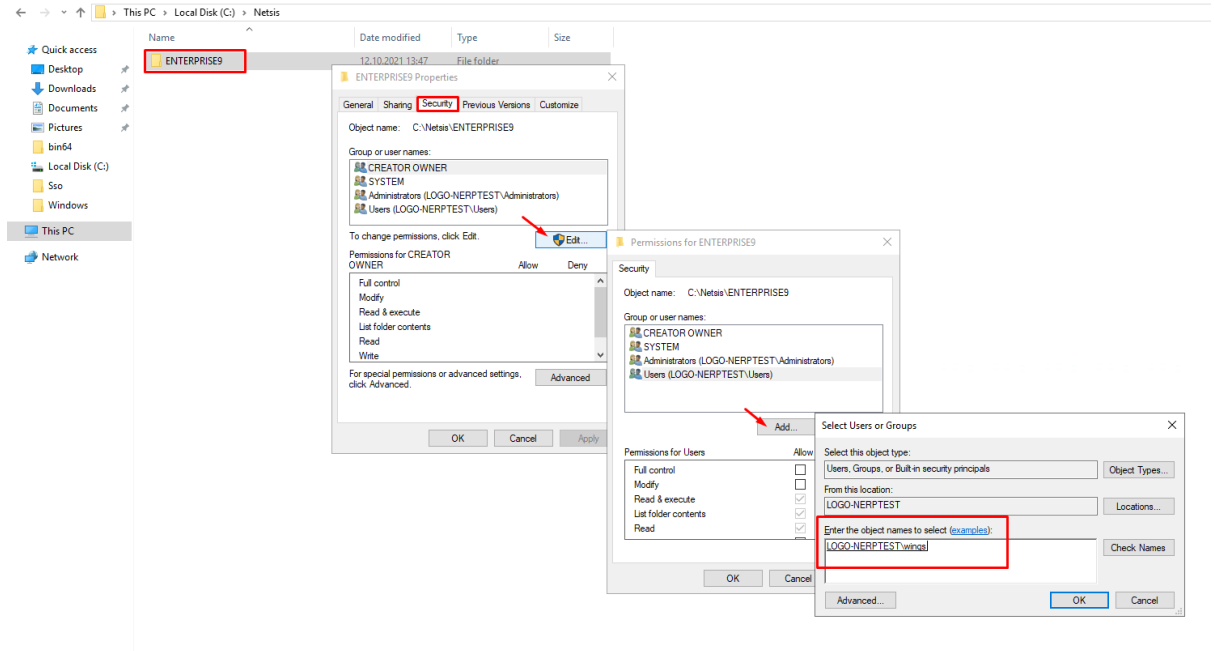 This PC > Local Disk (C:) > Netsis
Quick access
Desktop
Downloads
Documents
Pictures
bin64
Local Disk (C:)
Sso
Windows
This PC
Network
Name Date modified Type Size
ENTERPRISE9 12.10.2021 13:47 File folder
ENTERPRISE9 Properties
General Sharing Security Previous Versions Customize
Object name: C:\Netsis\ENTERPRISE9
Group or user names:
CREATOR OWNER
SYSTEM
Administrators (LOGO-NERPTEST\Administrators)
Users (LOGO-NERPTEST\Users)
To change permissions, click Edit.
Edit...
Permissions for CREATOR
OWNER Allow Deny
Full control
Modify
Read & execute
List folder contents
Read
Write
For special permissions or advanced settings,
click Advanced.
Advanced
OK Cancel Apply
Permissions for ENTERPRISE9
Security
Object name: C:\Netsis\ENTERPRISE9
Group or user names:
CREATOR OWNER
SYSTEM
Administrators (LOGO-NERPTEST\Administrators)
Users (LOGO-NERPTEST\Users)
Add...
Permissions for Users Allow
Full control
Modify
Read & execute
List folder contents
Read
OK Cancel
Select Users or Groups
Select this object type:
Users, Groups, or Built-in security principals
Object Types...
From this location:
LOGO-NERPTEST
Locations...
Enter the object names to select (examples):
LOGO-NERPTEST\wings
Check Names
Advanced... OK Cancel